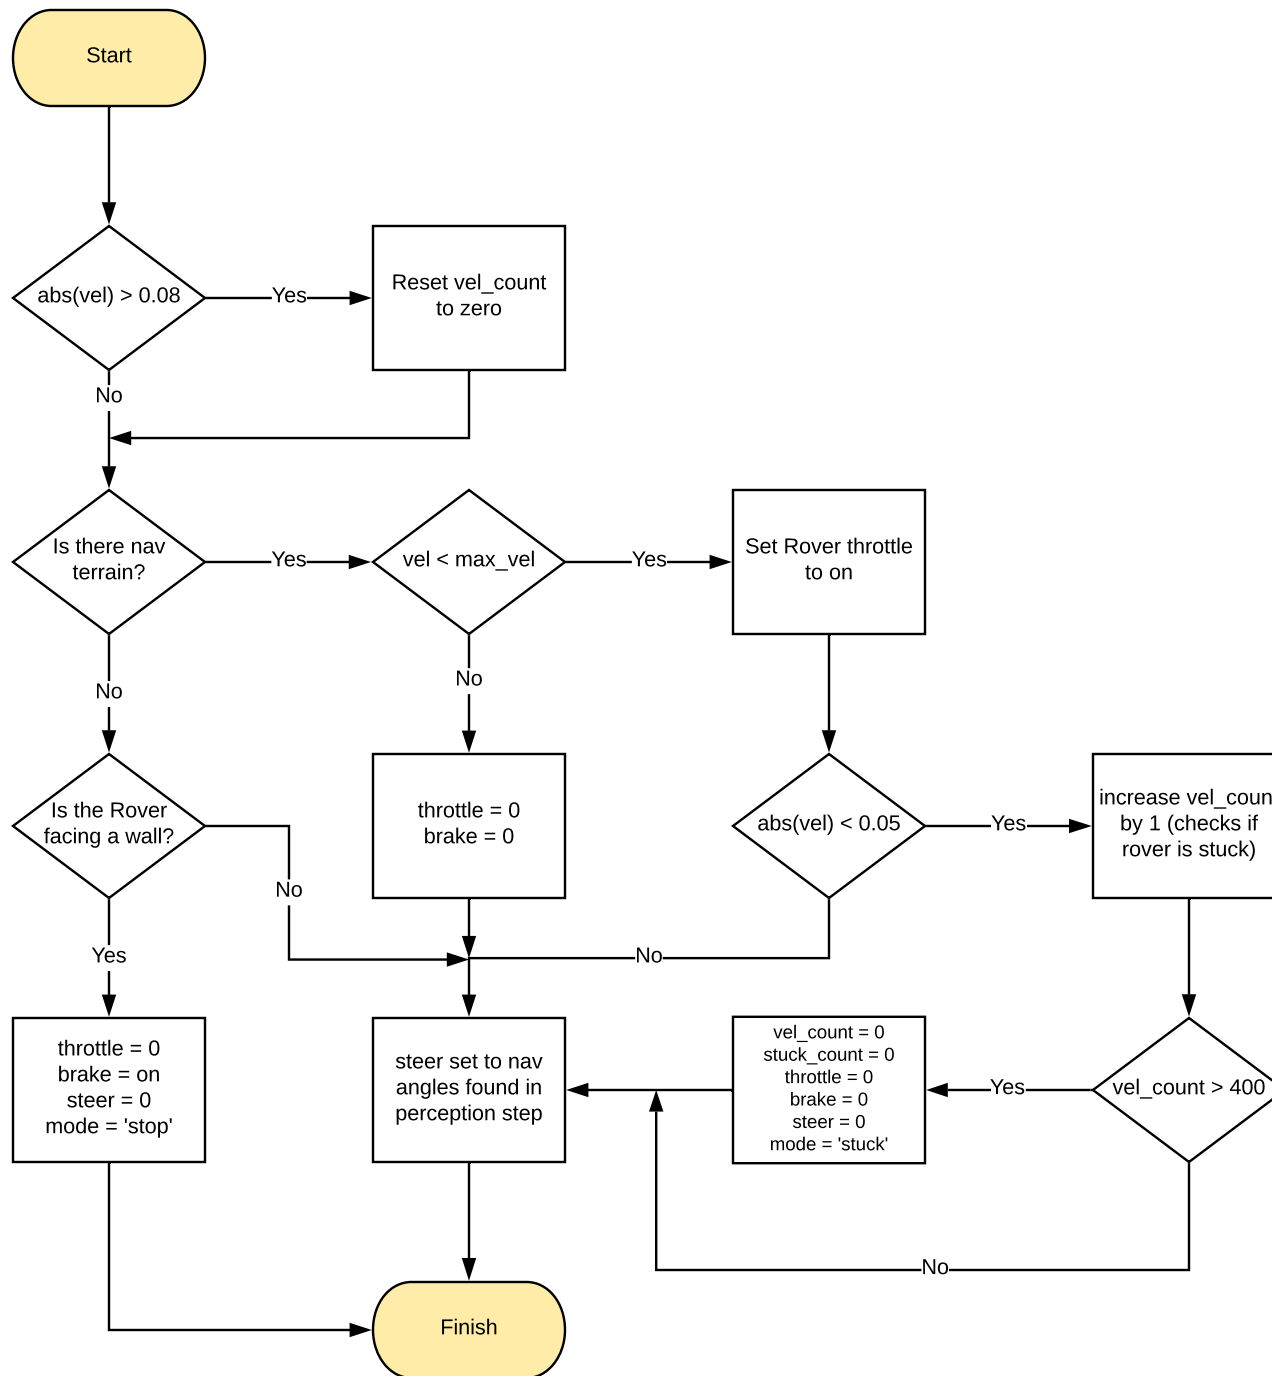 Start
abs(vel) > 0.08
Yes
Reset vel_count
to zero
No
Is there nav
terrain?
Yes
vel < max_vel
Yes
Set Rover throttle
to on
No
No
Is the Rover
facing a wall?
No
throttle = 0
brake = 0
abs(vel) < 0.05
Yes
increase vel_coun
by 1 (checks if
rover is stuck)
Yes
No
throttle = 0
brake = on
steer = 0
mode = 'stop'
steer set to nav
angles found in
perception step
vel_count = 0
stuck_count = 0
throttle = 0
brake = 0
steer = 0
mode = 'stuck'
Yes
vel_count > 400
No
Finish